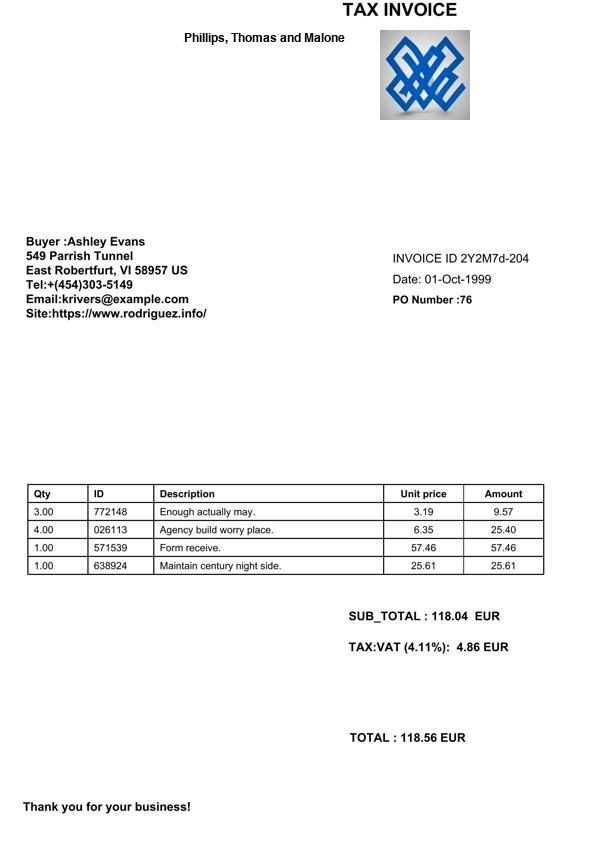 TAX INVOICE
Phillips, Thomas and Malone
Buyer :Ashley Evans
549 Parrish Tunnel
East Robertfurt, VI 58957 US
Tel:+(454)303-5149
Email:krivers@example.com
Site:https://www.rodriguez.info/
INVOICE ID 2Y2M7d-204
Date: 01-Oct-1999
PO Number :76
Qty ID Description Unit price Amount
3.00 772148 Enough actually may. 3.19 9.57
4.00 026113 Agency build worry place. 6.35 25.40
1.00 571539 Form receive. 57.46 57.46
1.00 638924 Maintain century night side. 25.61 25.61
SUB_TOTAL : 118.04 EUR
TAX:VAT (4.11%): 4.86 EUR
TOTAL : 118.56 EUR
Thank you for your business!